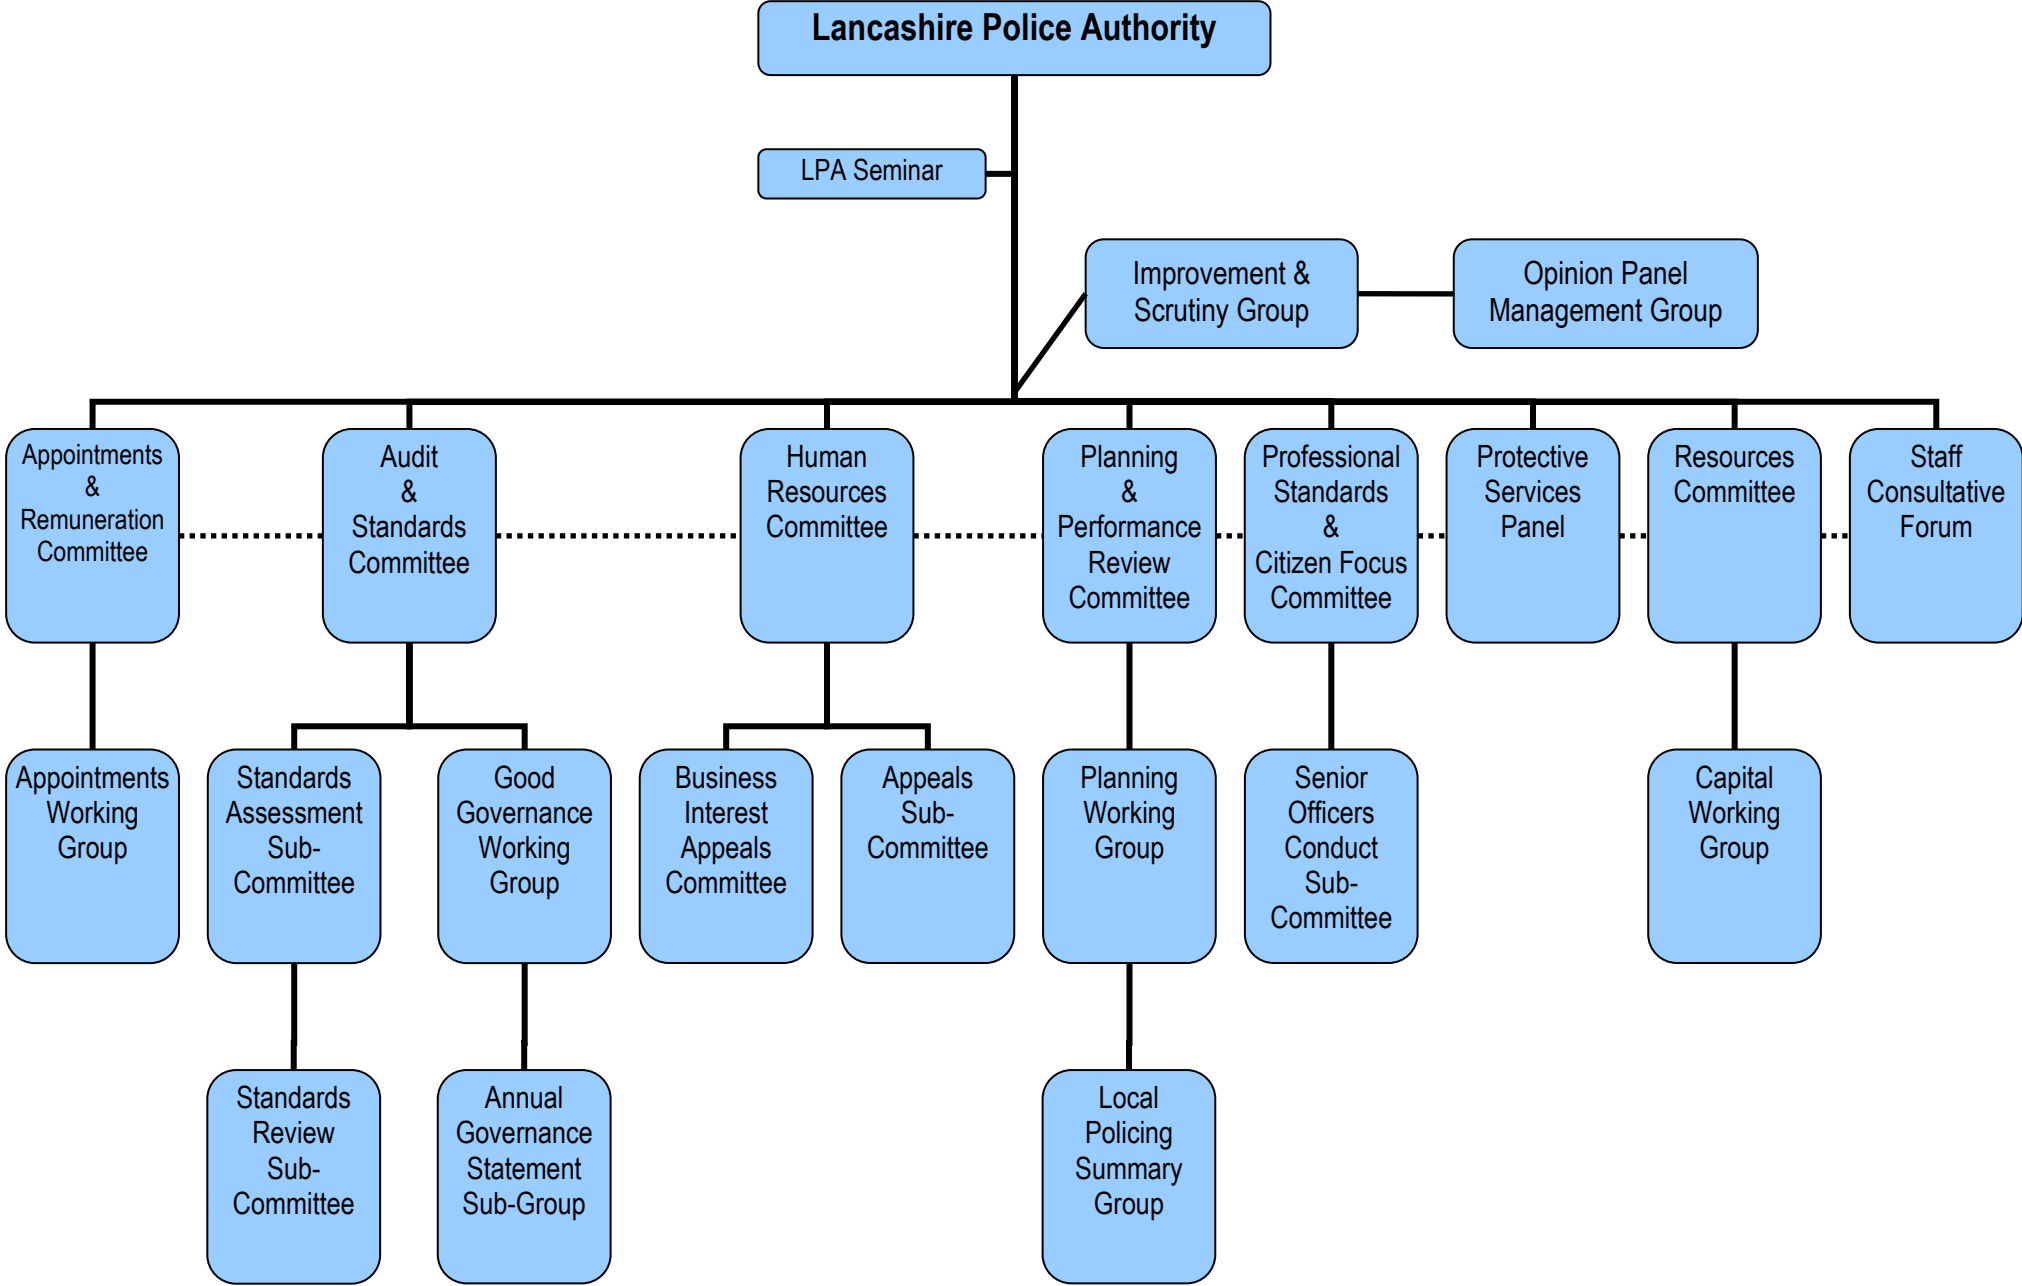 Lancashire Police Authority
LPA Seminar
Improvement &
Scrutiny Group
Opinion Panel
Management Group
Appointments
&
Remuneration
Committee
Audit
&
Standards
Committee
Human
Resources
Committee
Planning
&
Performance
Review
Committee
Professional
Standards
&
Citizen Focus
Committee
Protective
Services
Panel
Resources
Committee
Staff
Consultative
Forum
Appointments
Working
Group
Standards
Assessment
Sub-
Committee
Good
Governance
Working
Group
Business
Interest
Appeals
Committee
Appeals
Sub-
Committee
Planning
Working
Group
Senior
Officers
Conduct
Sub-
Committee
Capital
Working
Group
Standards
Review
Sub-
Committee
Annual
Governance
Statement
Sub-Group
Local
Policing
Summary
Group